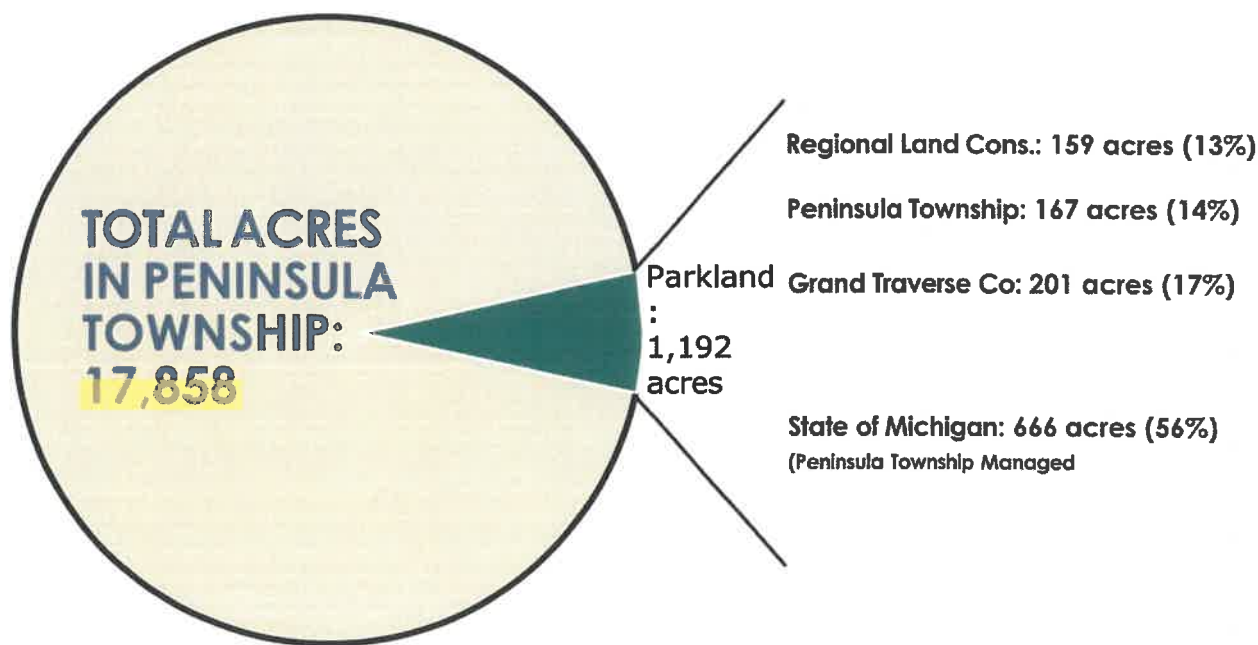 TOTAL ACRES
IN PENINSULA
TOWNSHIP:
17,858
Parkland
:
1,192
acres
Regional Land Cons.: 159 acres (13%)
Peninsula Township: 167 acres (14%)
Grand Traverse Co: 201 acres (17%)
State of Michigan: 666 acres (56%)
(Peninsula Township Managed